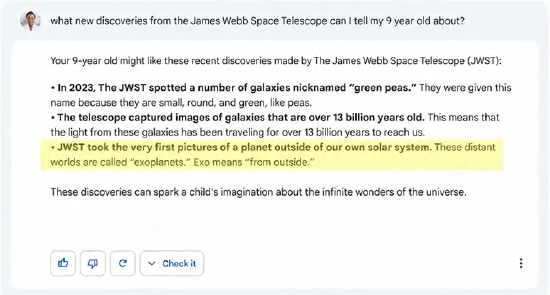 what new discoveries from the James Webb Space Telescope can I tell my 9 year old about?
Your 9-year old might like these recent discoveries made by The James Webb Space Telescope (JWST):
• In 2023, The JWST spotted a number of galaxies nicknamed “green peas.” They were given this
name because they are small, round, and green, like peas.
• The telescope captured images of galaxies that are over 13 billion years old. This means that
the light from these galaxies has been traveling for over 13 billion years to reach us.
• JWST took the very first pictures of a planet outside of our own solar system. These distant
worlds are called “exoplanets.” Exo means “from outside.”
These discoveries can spark a child’s imagination about the infinite wonders of the universe.
Check it